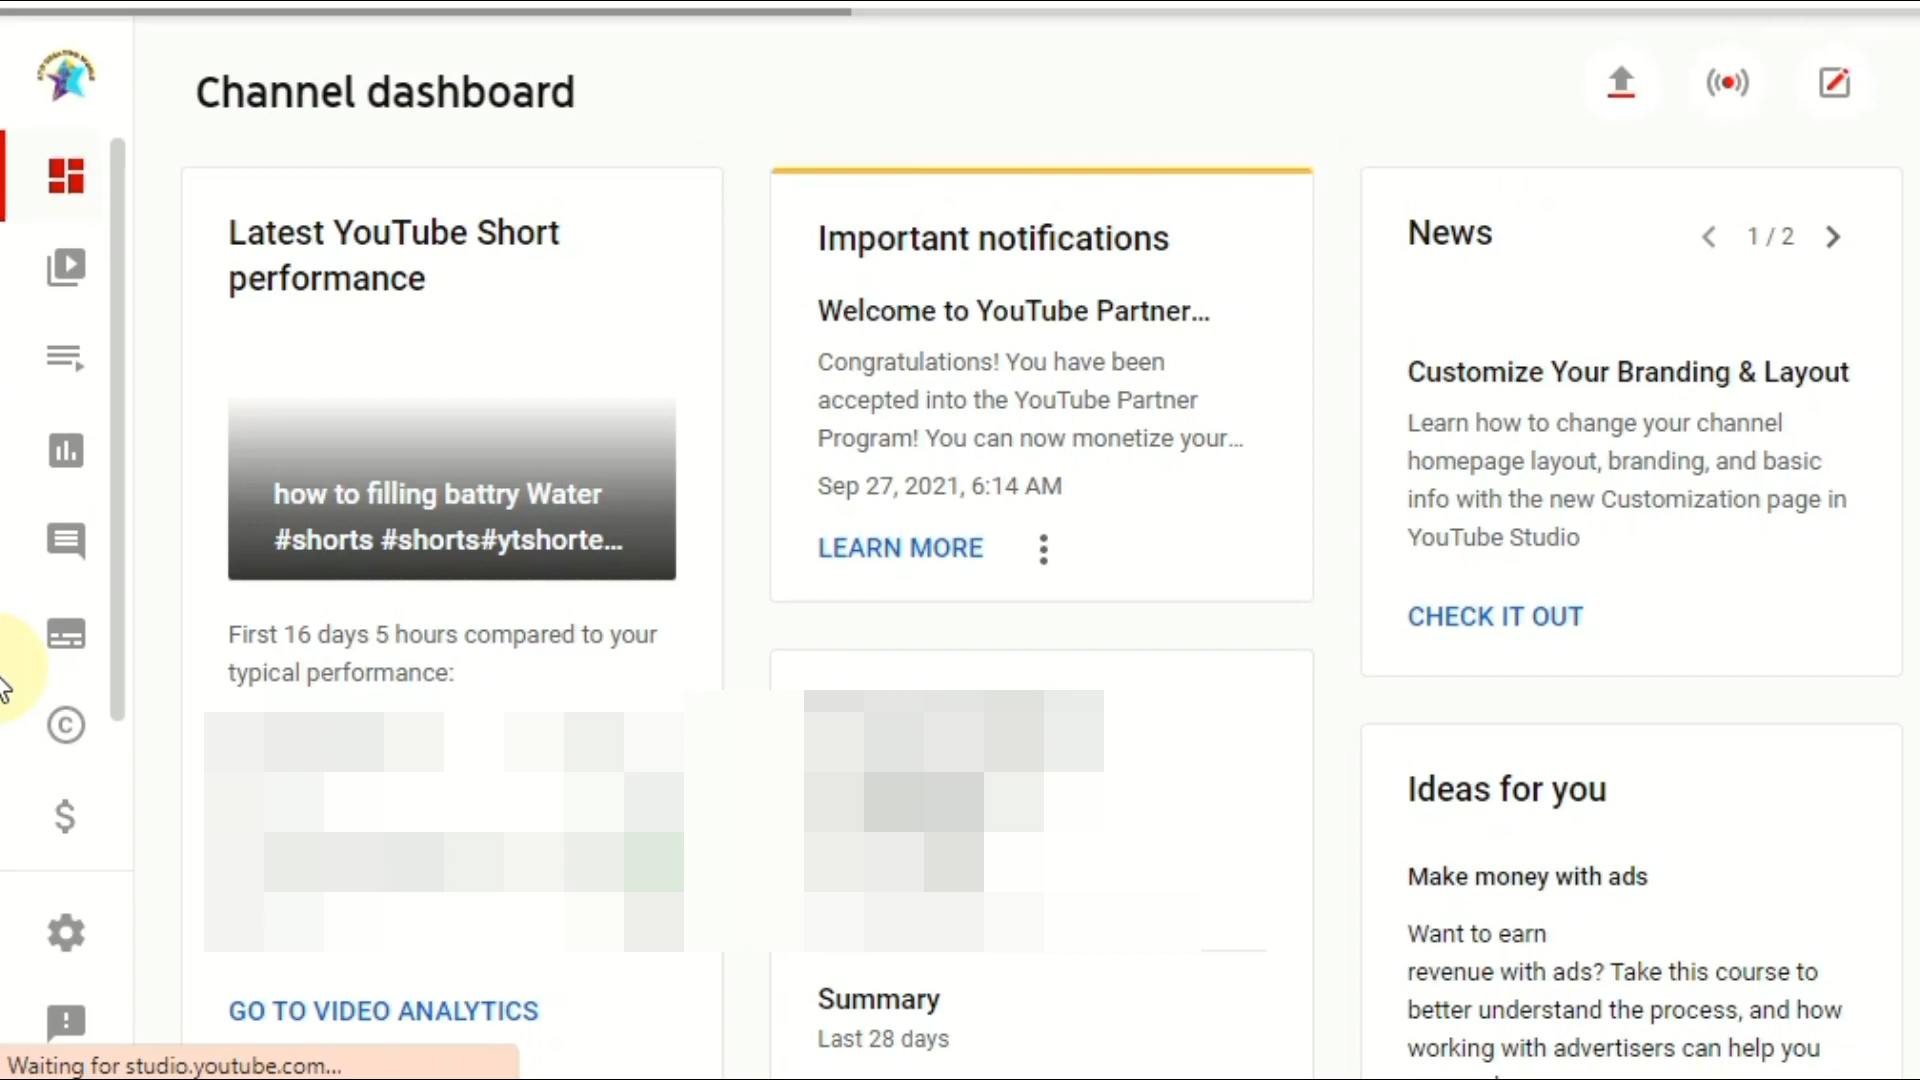 Channel dashboard
Latest YouTube Short
performance
how to filling battry Water
#shorts #shorts#ytshorte...
First 16 days 5 hours compared to your
typical performance:
GO TO VIDEO ANALYTICS
Important notifications
Welcome to YouTube Partner...
Congratulations! You have been
accepted into the YouTube Partner
Program! You can now monetize your...
Sep 27, 2021, 6:14 AM
LEARN MORE
Summary
Last 28 days
News
1 / 2
Customize Your Branding & Layout
Learn how to change your channel
homepage layout, branding, and basic
info with the new Customization page in
YouTube Studio
CHECK IT OUT
Ideas for you
Make money with ads
Want to earn
revenue with ads? Take this course to
better understand the process, and how
working with advertisers can help you
Waiting for studio.youtube.com...